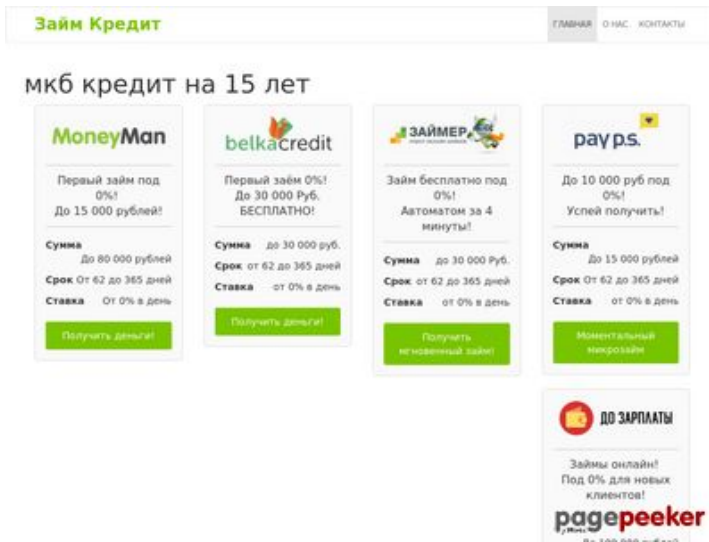 Займ Кредит
ГЛАВНАЯ О НАС КОНТАКТЫ
мкб кредит на 15 лет
MoneyMan
Первый займ под
0%!
До 15 000 рублей!
Сумма
До 80 000 рублей
Срок От 62 до 365 дней
Ставка От 0% в день
Получить деньги!
belkacredit
Первый заём 0%!
До 30 000 Руб.
БЕСПЛАТНО!
Сумма до 30 000 руб.
Срок от 62 до 365 дней
Ставка от 0% в день
Получить деньги!
ЗАЙМЕР
Займ бесплатно под
0%!
Автоматом за 4
минуты!
Сумма до 30 000 Руб.
Срок от 62 до 365 дней
Ставка от 0% в день
Получить
мгновенный займ!
pay p.s.
До 10 000 руб под
0%!
Успей получить!
Сумма
До 15 000 рублей
Срок От 62 до 365 дней
Ставка От 0% в день
Моментальный
микрозайм
ДО ЗАРПЛАТЫ
Займы онлайн!
Под 0% для новых
клиентов!
pagepeeker
До 100 000 рублей